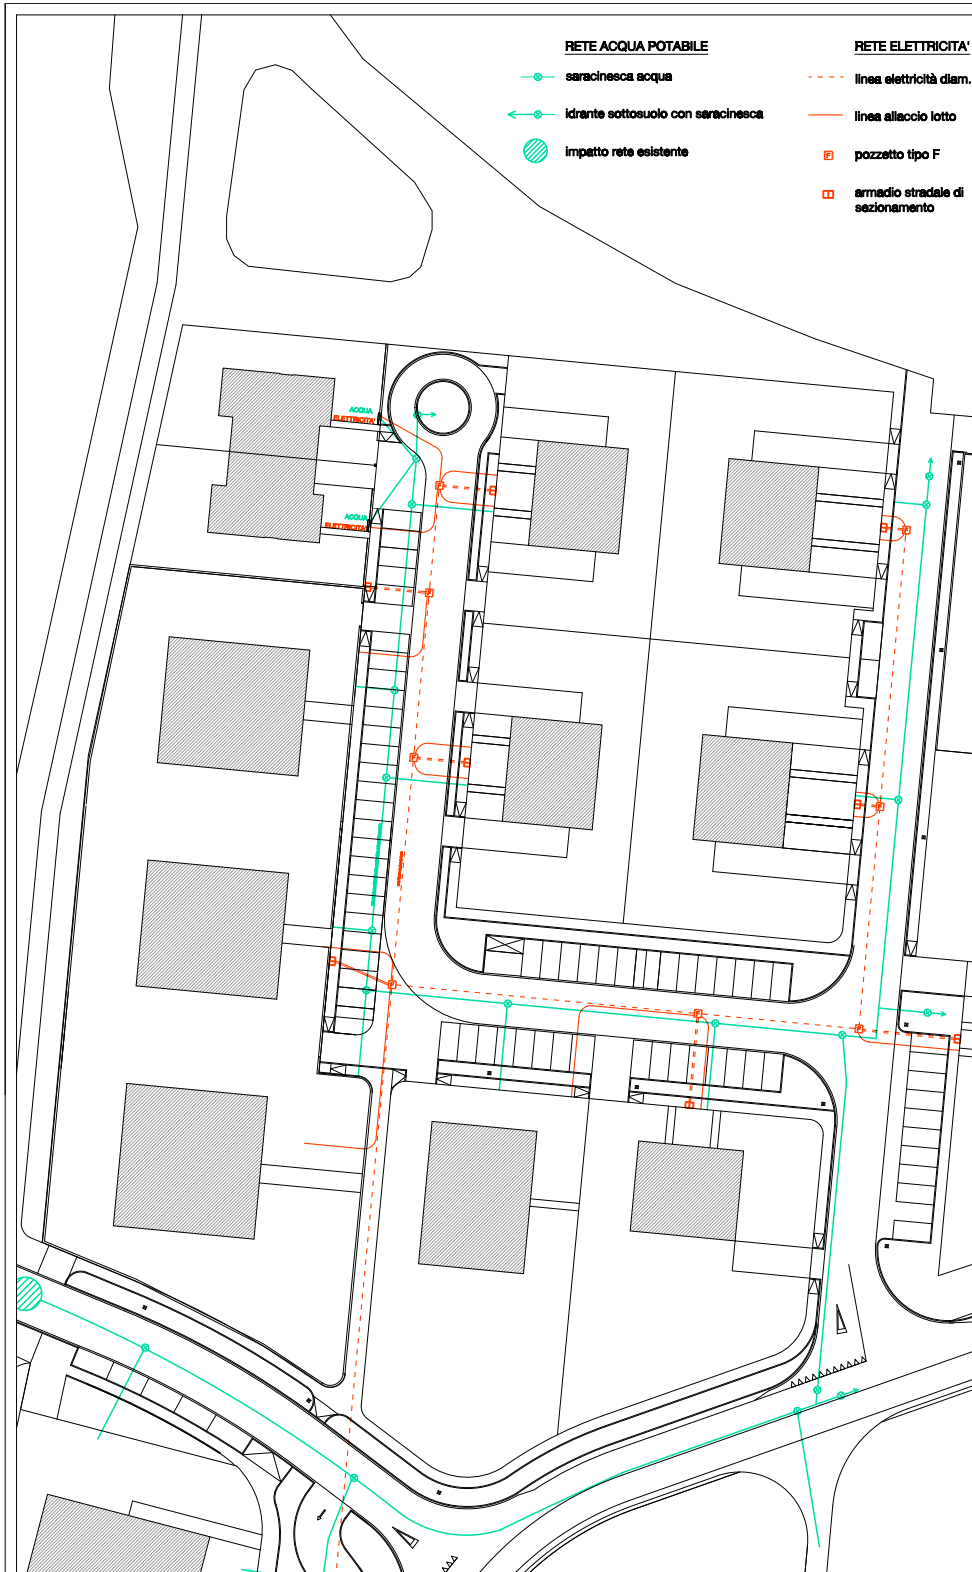 RETE ACQUA POTABILE
saracinesca acqua
idrante sottosuolo con saracinesca
impatto rete esistente
RETE ELETTRICITA'
linea elettricità diam.
linea allaccio lotto
F pozzetto tipo F
armadio stradale di
sezionamento
ACQUA
ELETTRICITA'
ACQUA
ELETTRICITA'
F
F
F
F
F
F
F
F